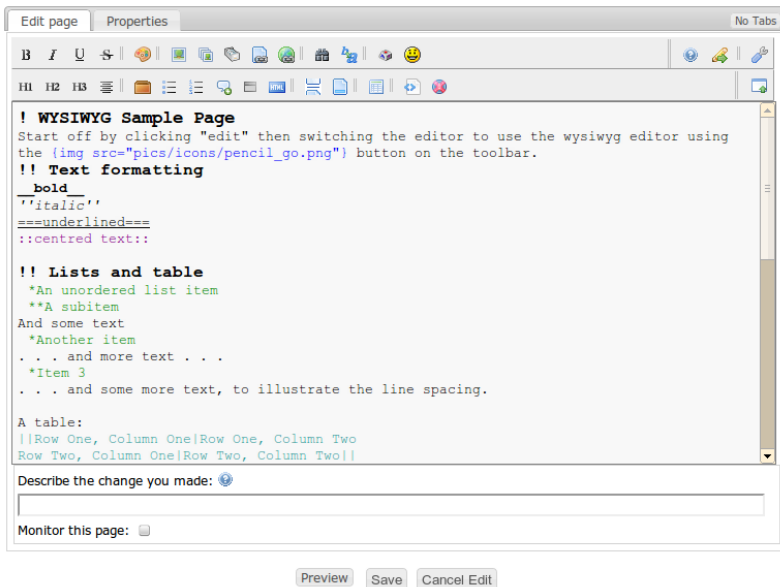 Edit page Properties No Tabs
B I U S
H1 H2 H3 HTML
! WYSIWYG Sample Page
Start off by clicking "edit" then switching the editor to use the wysiwyg editor using
the {img src="pics/icons/pencil_go.png"} button on the toolbar.
!! Text formatting
__bold__
''italic''
===underlined===
::centred text::
!! Lists and table
*An unordered list item
**A subitem
And some text
*Another item
. . . and more text . . .
*Item 3
. . . and some more text, to illustrate the line spacing.
A table:
||Row One, Column One|Row One, Column Two
Row Two, Column One|Row Two, Column Two||
Describe the change you made:
Monitor this page:
Preview Save Cancel Edit